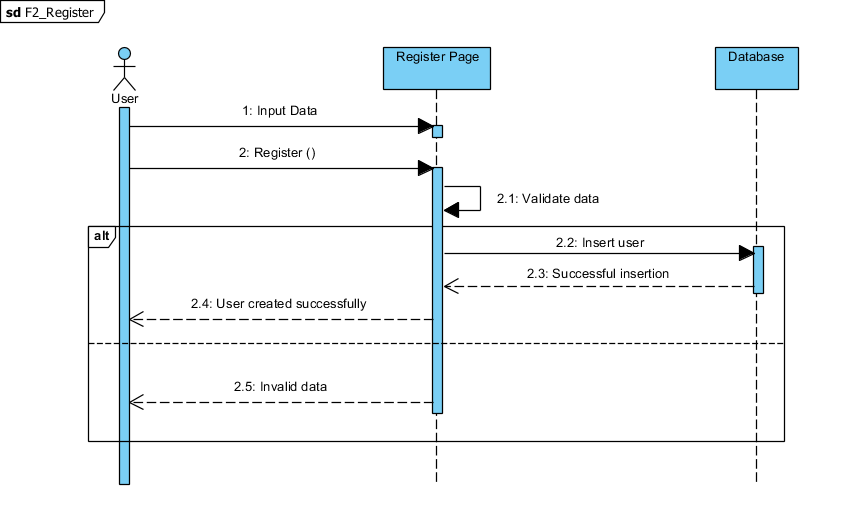 sd F2_Register
Register Page
Database
User
1: Input Data
2: Register ()
2.1: Validate data
alt
2.2: Insert user
2.3: Successful insertion
2.4: User created successfully
2.5: Invalid data